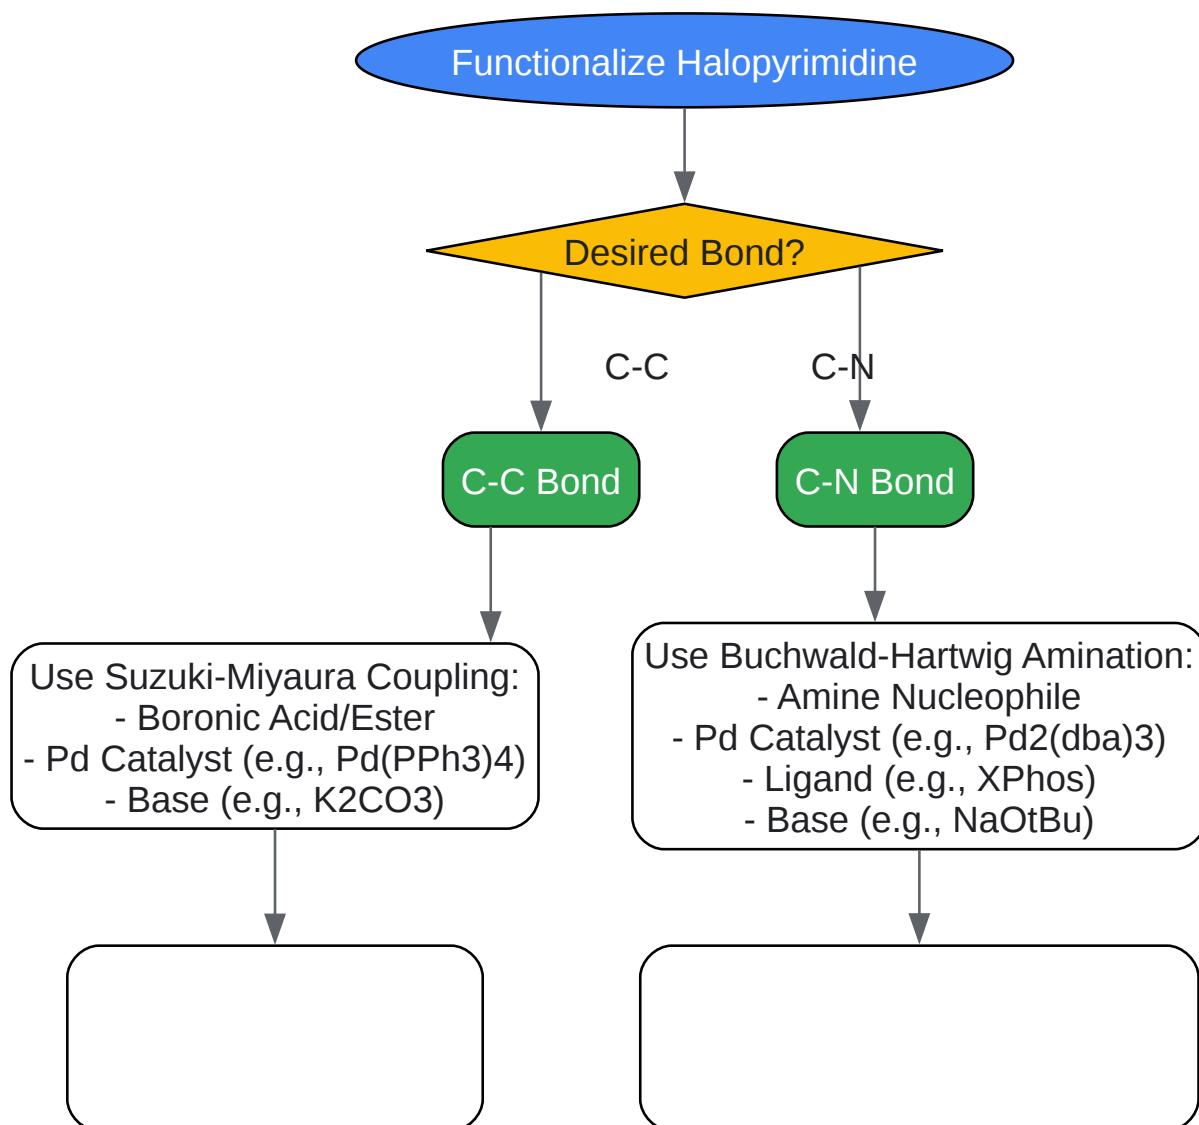 Functionalize Halopyrimidine
Desired Bond?
C-C
C-N
C-C Bond
C-N Bond
Use Suzuki-Miyaura Coupling:
- Boronic Acid/Ester
- Pd Catalyst (e.g., Pd(PPh3)4)
- Base (e.g., K2CO3)
Use Buchwald-Hartwig Amination:
- Amine Nucleophile
- Pd Catalyst (e.g., Pd2(dba)3)
- Ligand (e.g., XPhos)
- Base (e.g., NaOtBu)